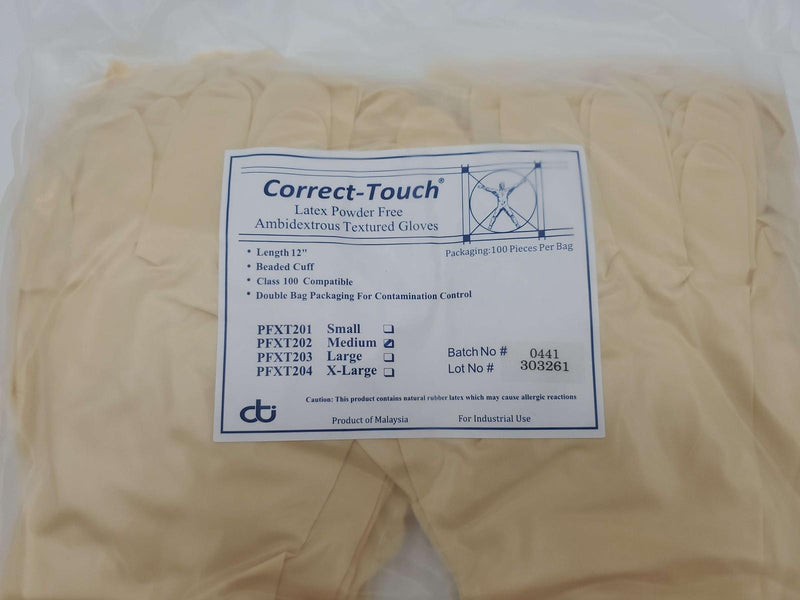 Correct-Touch®
Latex Powder Free
Ambidextrous Textured Gloves
Packaging:100 Pieces Per Bag
• Length 12"
• Beaded Cuff
• Class 100 Compatible
• Double Bag Packaging For Contamination Control
PFXT201 Small
PFXT202 Medium
PFXT203 Large
PFXT204 X-Large
Batch No # 0441
Lot No # 303261
Caution: This product contains natural rubber latex which may cause allergic reactions
cti
Product of Malaysia For Industrial Use